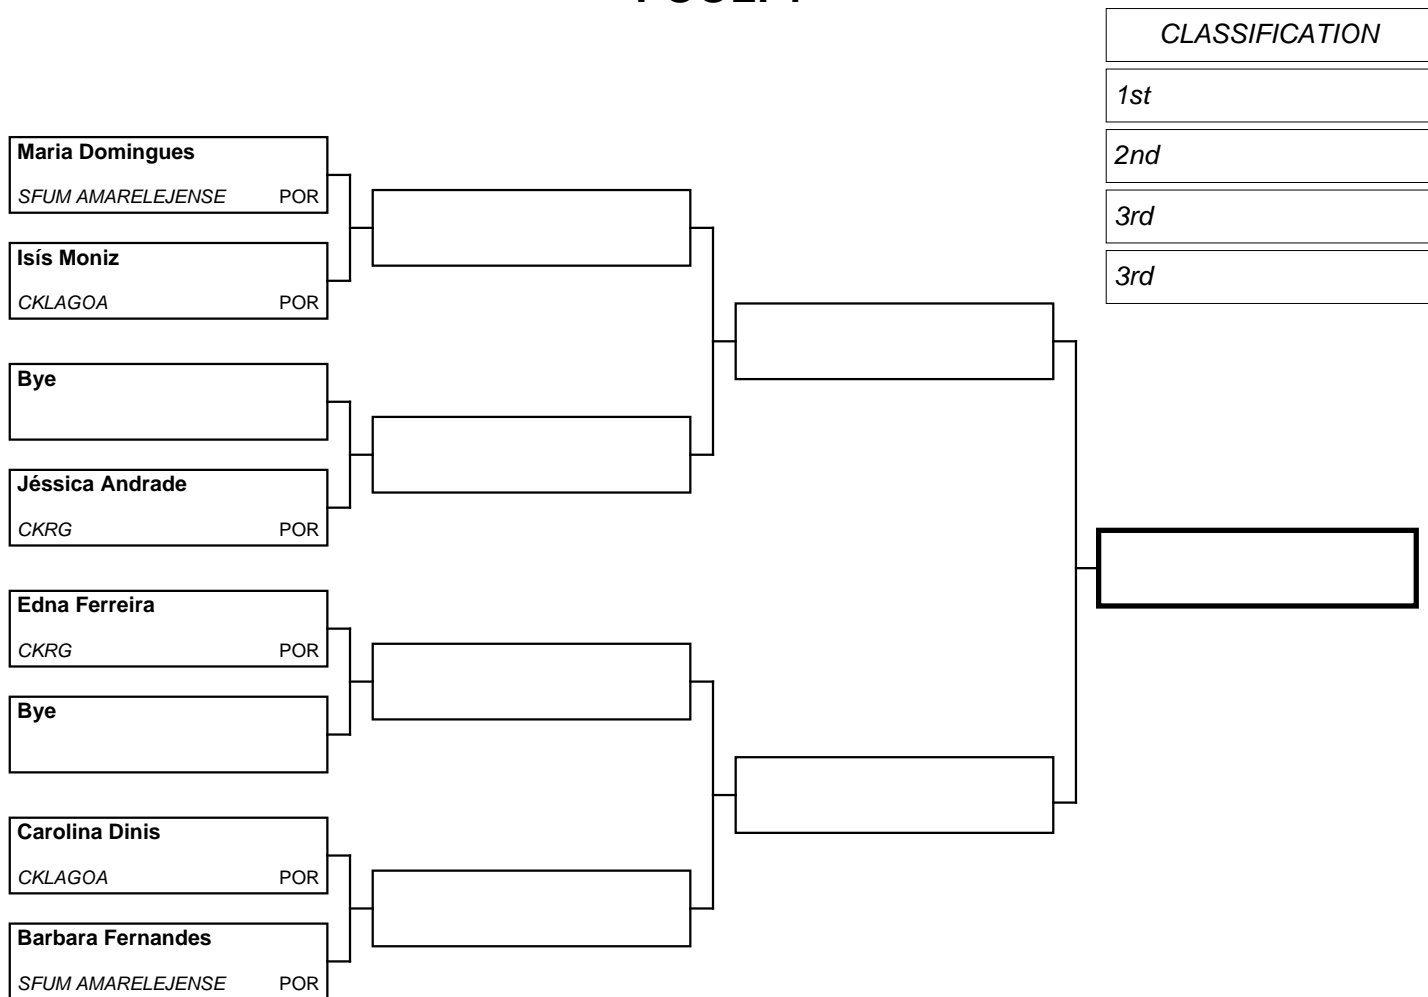 CLASSIFICATION
1st
2nd
3rd
3rd
Maria Domingues
SFUM AMARELEJENSE POR
Isís Moniz
CKLAGOA POR
Bye
Jéssica Andrade
CKRG POR
Edna Ferreira
CKRG POR
Bye
Carolina Dinis
CKLAGOA POR
Barbara Fernandes
SFUM AMARELEJENSE POR